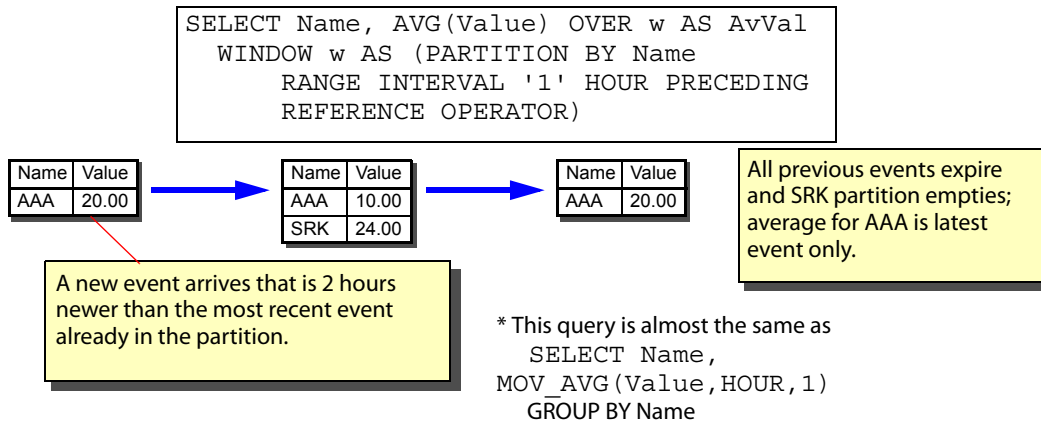 SELECT Name, AVG(Value) OVER w AS AvVal
WINDOW w AS (PARTITION BY Name
RANGE INTERVAL '1' HOUR PRECEDING
REFERENCE OPERATOR)
Name Value
AAA 20.00
Name Value
AAA 10.00
SRK 24.00
Name Value
AAA 20.00
All previous events expire
and SRK partition empties;
average for AAA is latest
event only.
A new event arrives that is 2 hours
newer than the most recent event
already in the partition.
* This query is almost the same as
SELECT Name,
MOV_AVG(Value,HOUR,1)
GROUP BY Name